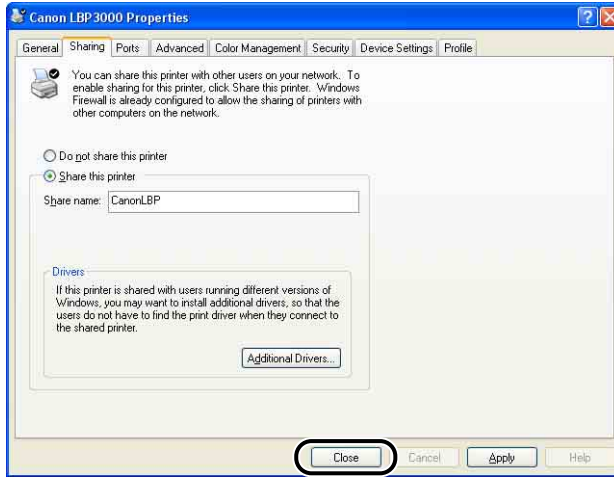 Canon LBP3000 Properties
General Sharing Ports Advanced Color Management Security Device Settings Profile
You can share this printer with other users on your network. To
enable sharing for this printer, click Share this printer. Windows
Firewall is already configured to allow the sharing of printers with
other computers on the network.
Do not share this printer
Share this printer
Share name: CanonLBP
Drivers
If this printer is shared with users running different versions of
Windows, you may want to install additional drivers, so that the
users do not have to find the print driver when they connect to
the shared printer.
Additional Drivers...
Close Cancel Apply Help